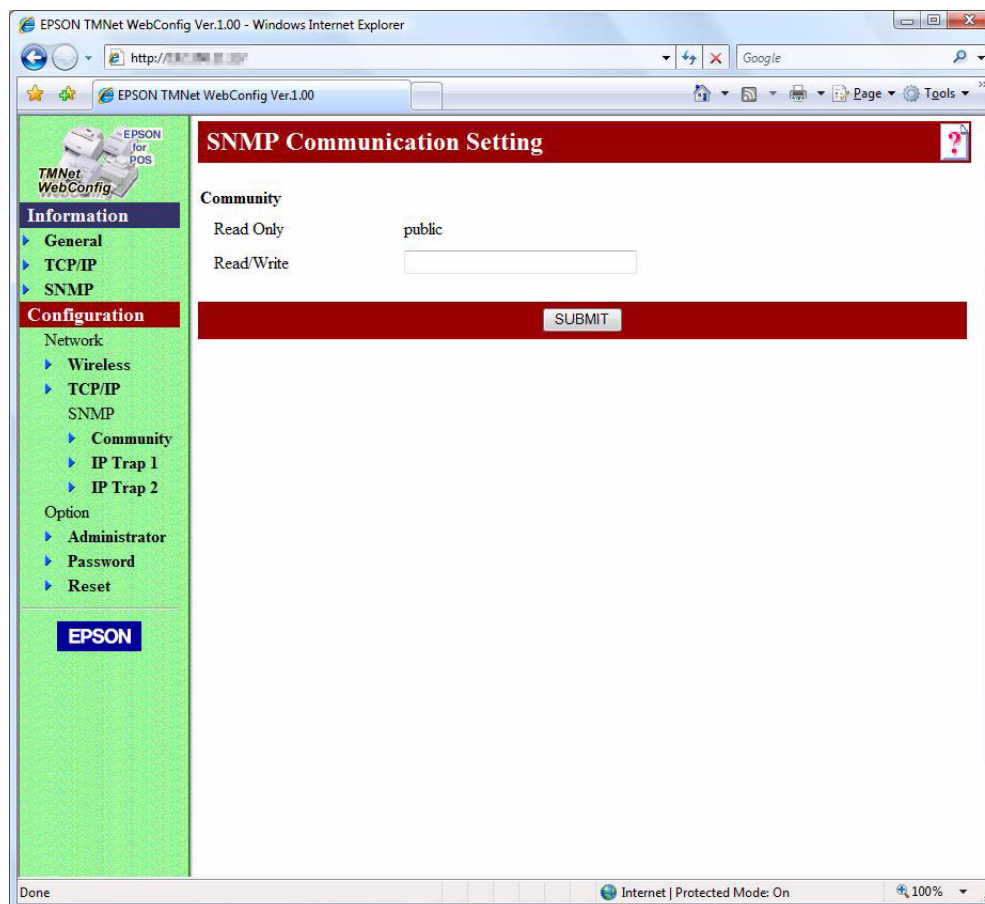 EPSON TMNet WebConfig Ver.1.00 - Windows Internet Explorer
http://
Google
EPSON TMNet WebConfig Ver.1.00
Page
Tools
EPSON
for
POS
TMNet
WebConfig
Information
General
TCP/IP
SNMP
Configuration
Network
Wireless
TCP/IP
SNMP
Community
IP Trap 1
IP Trap 2
Option
Administrator
Password
Reset
EPSON
SNMP Communication Setting
?
Community
Read Only public
Read/Write
SUBMIT
Done
Internet | Protected Mode: On
100%